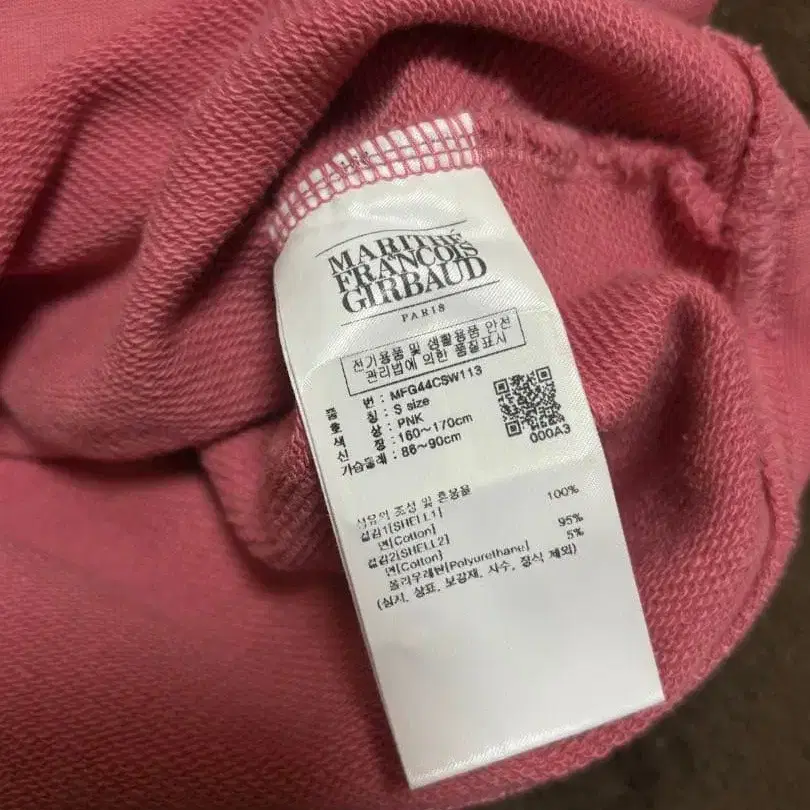 MARITHÉ
FRANCOIS
GIRBAUD
PARIS
전기용품 및 생활용품 안전
관리법에 의한 품질표시
품 번 : MFG44CSW113
호 칭 : S size
색 상 : PNK
신 장 : 160~170cm
가슴둘레 : 86~90cm
000A3
섬유의 조성 및 혼용율
겉감1[SHELL1]
면[Cotton] 100%
겉감2[SHELL2]
면[Cotton] 95%
폴리우레탄[Polyurethane] 5%
(심지, 상표, 보강재, 자수, 장식 제외)